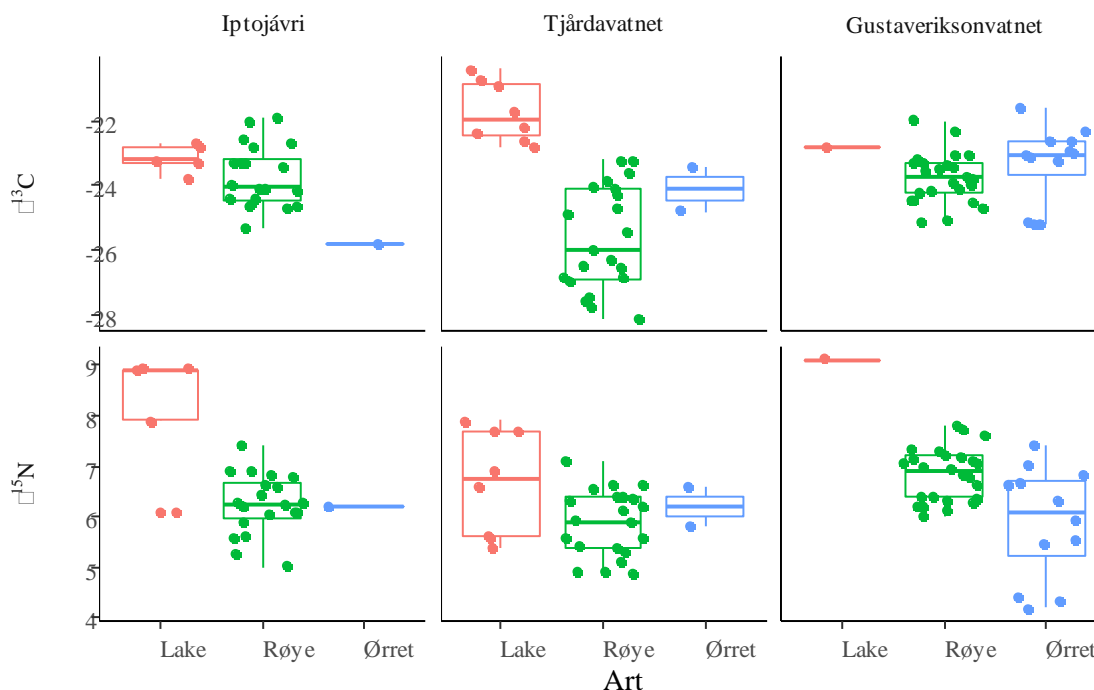 Iptojávri Tjårdavatnet Gustaveriksonvatnet
□13C
-22
-24
-26
-28
□15N
9
8
7
6
5
4
Lake Røye Ørret Lake Røye Ørret Lake Røye Ørret
Art